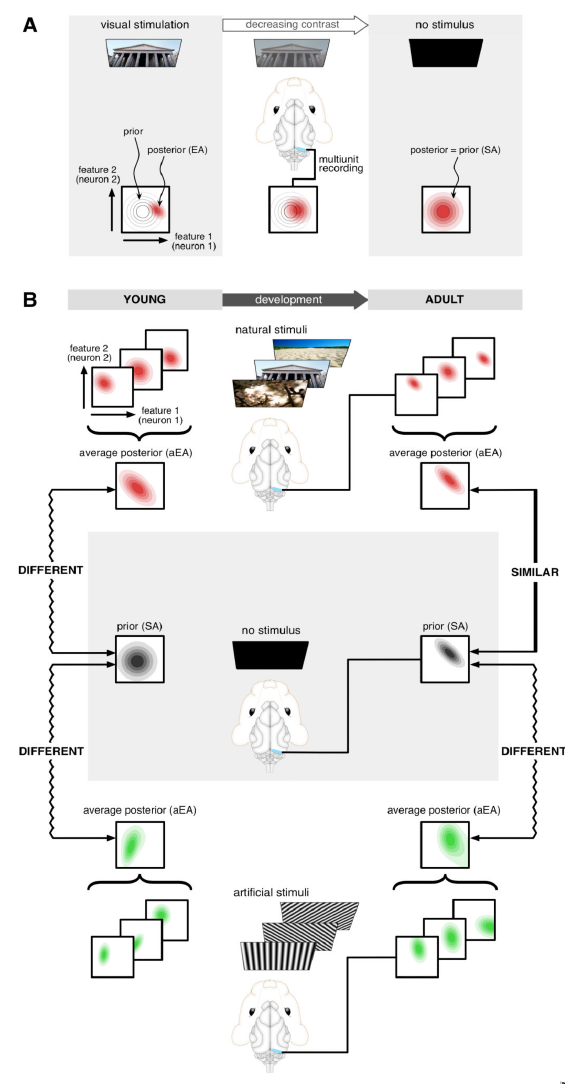 A
visual stimulation
decreasing contrast
no stimulus
prior
posterior (EA)
feature 2
(neuron 2)
feature 1
(neuron 1)
multiunit
recording
posterior = prior (SA)
B
YOUNG
development
ADULT
feature 2
(neuron 2)
feature 1
(neuron 1)
natural stimuli
average posterior (aEA)
average posterior (aEA)
DIFFERENT
SIMILAR
prior (SA)
no stimulus
prior (SA)
DIFFERENT
DIFFERENT
average posterior (aEA)
average posterior (aEA)
artificial stimuli